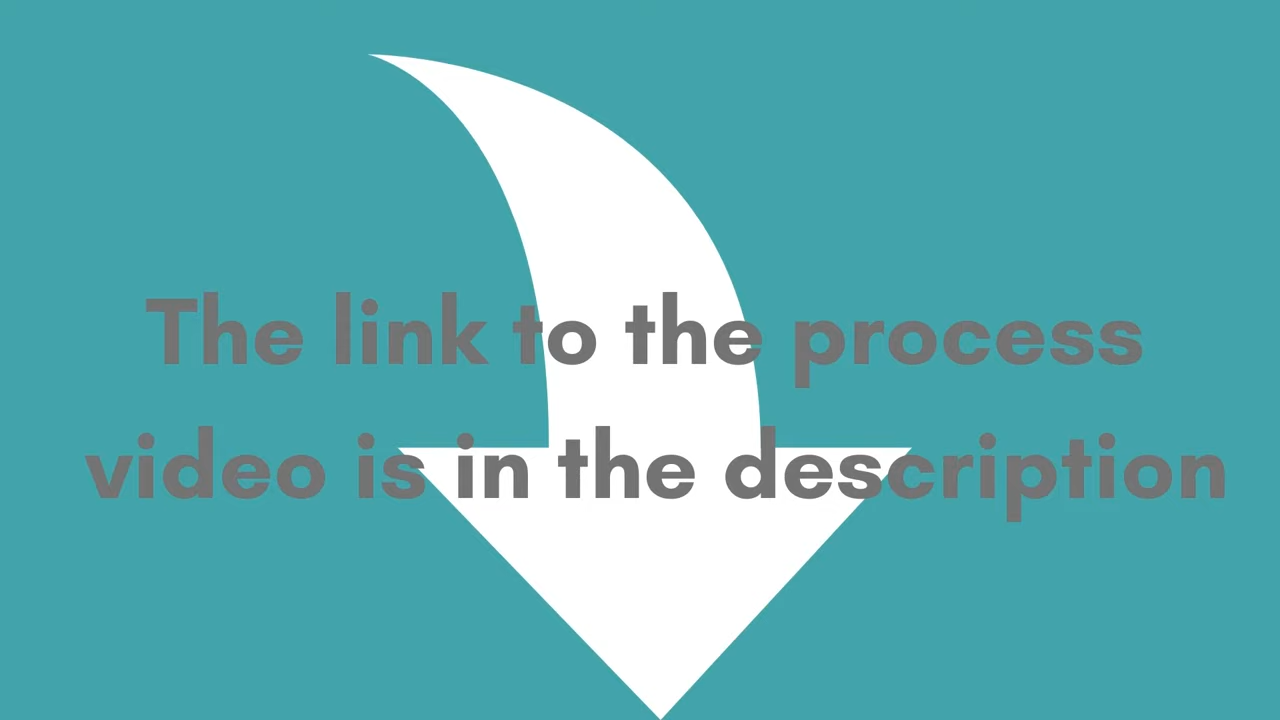 The link to the process
video is in the description